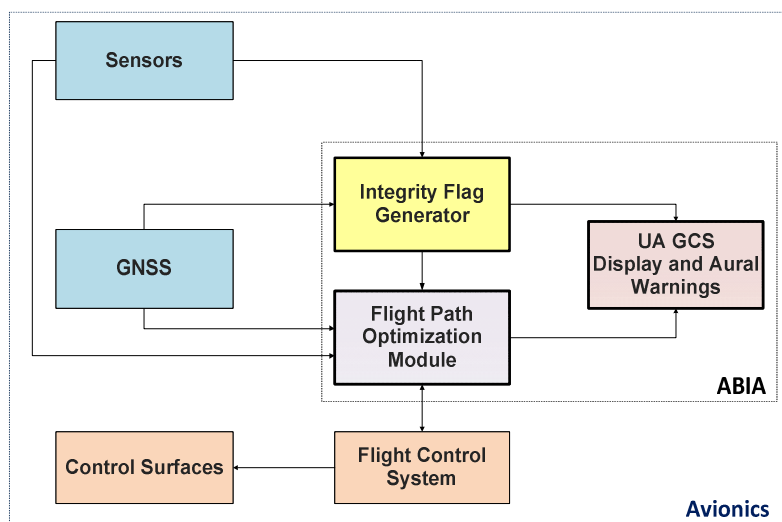 Sensors
Integrity Flag
Generator
GNSS
UA GCS
Display and Aural
Warnings
Flight Path
Optimization
Module
ABIA
Control Surfaces
Flight Control
System
Avionics